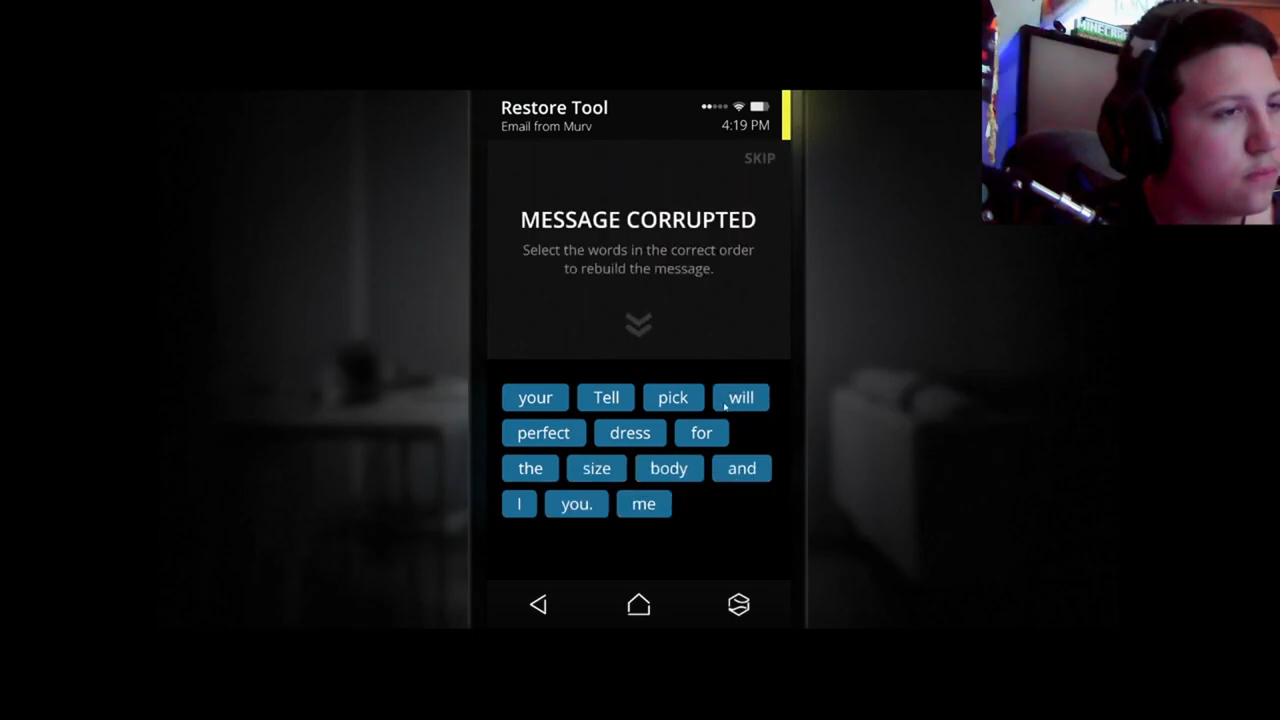 MINECRAF
Restore Tool
Email from Murv
4:19 PM
SKIP
MESSAGE CORRUPTED
Select the words in the correct order
to rebuild the message.
your Tell pick will
perfect dress for
the size body and
I you. me